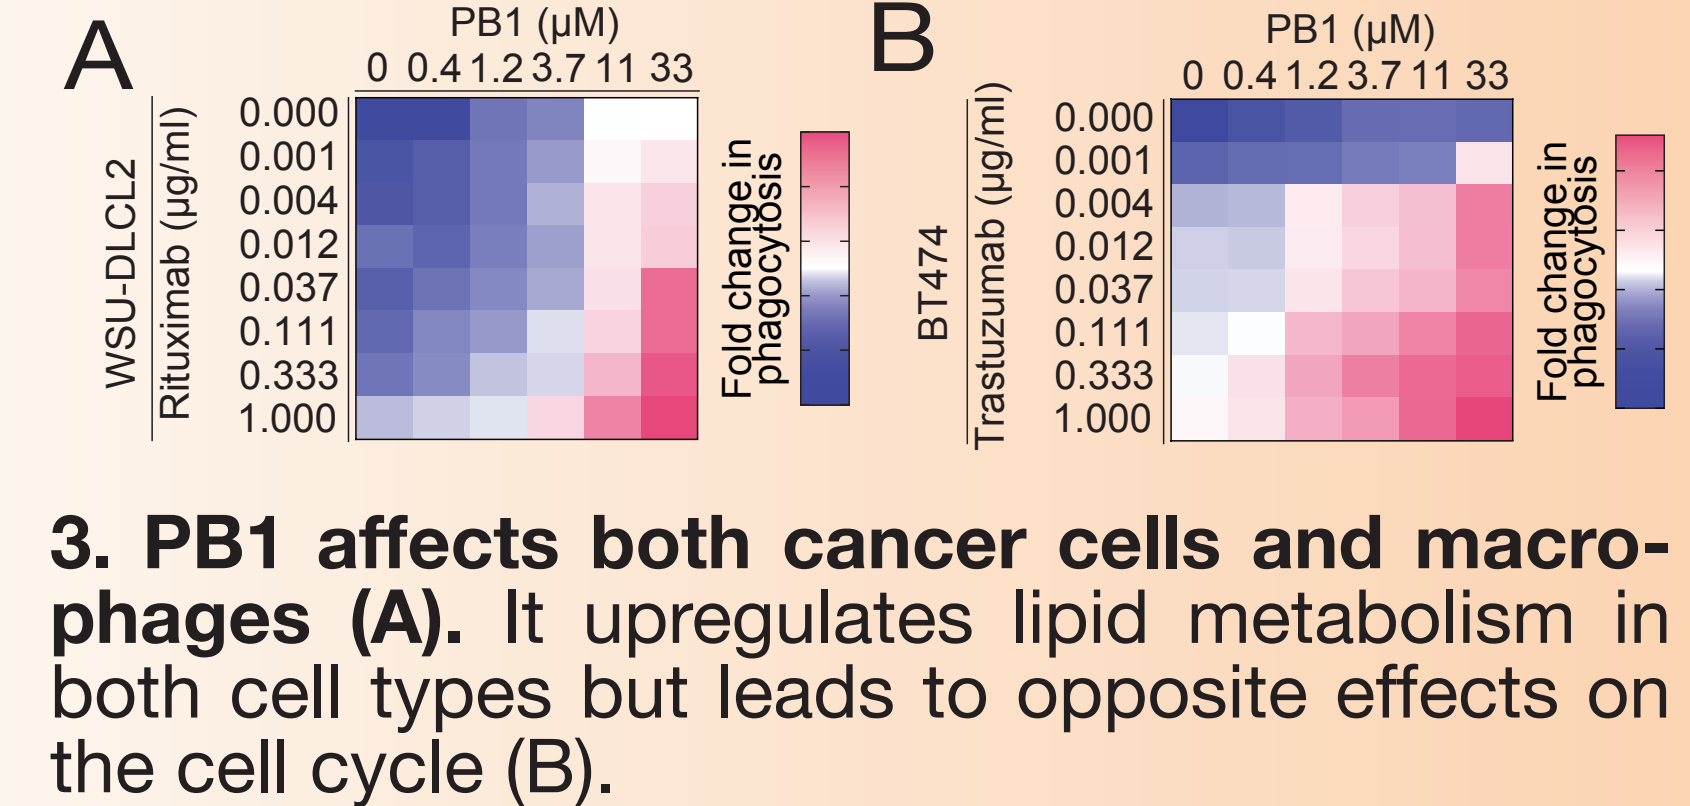 A
PB1 (µM)
0 0.4 1.2 3.7 11 33
WSU-DLCL2
Rituximab (µg/ml)
0.000
0.001
0.004
0.012
0.037
0.111
0.333
1.000
Fold change in
phagocytosis
B
PB1 (µM)
0 0.4 1.2 3.7 11 33
BT474
Trastuzumab (µg/ml)
0.000
0.001
0.004
0.012
0.037
0.111
0.333
1.000
Fold change in
phagocytosis
3. PB1 affects both cancer cells and macro-
phages (A). It upregulates lipid metabolism in
both cell types but leads to opposite effects on
the cell cycle (B).